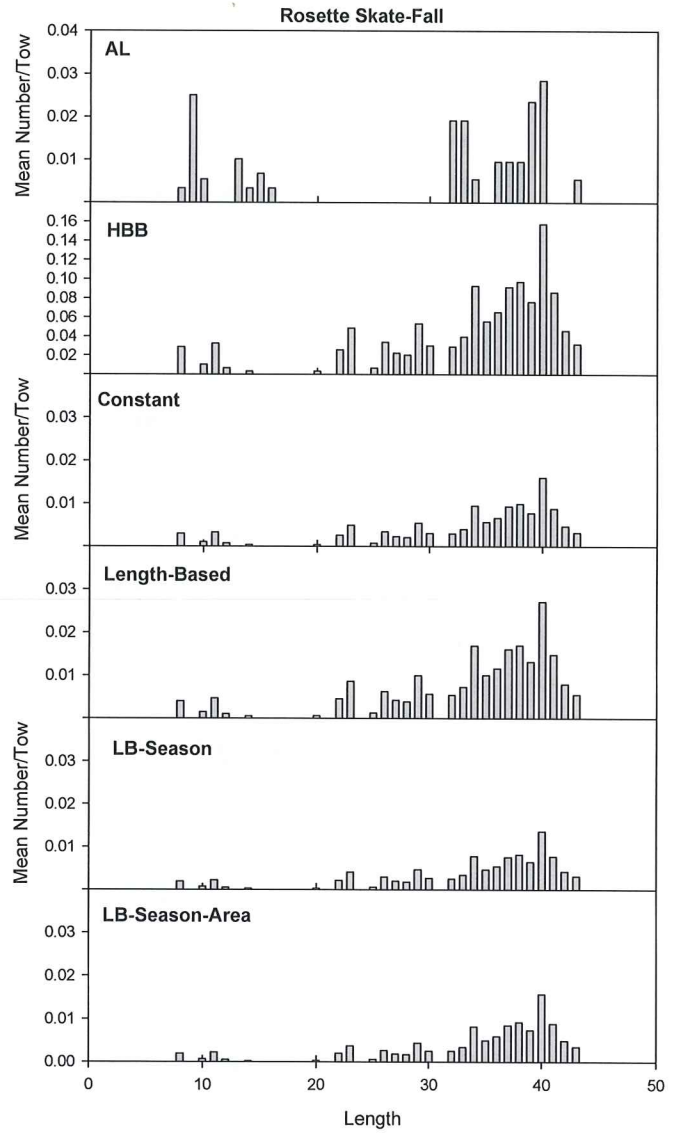 Rosette Skate-Fall
AL
Mean Number/Tow
0.04
0.03
0.02
0.01
HBB
0.16
0.14
0.12
0.10
0.08
0.06
0.04
0.02
Constant
Mean Number/Tow
0.03
0.02
0.01
Length-Based
0.03
0.02
0.01
LB-Season
Mean Number/Tow
0.03
0.02
0.01
LB-Season-Area
0.03
0.02
0.01
0.00
0 10 20 30 40 50
Length